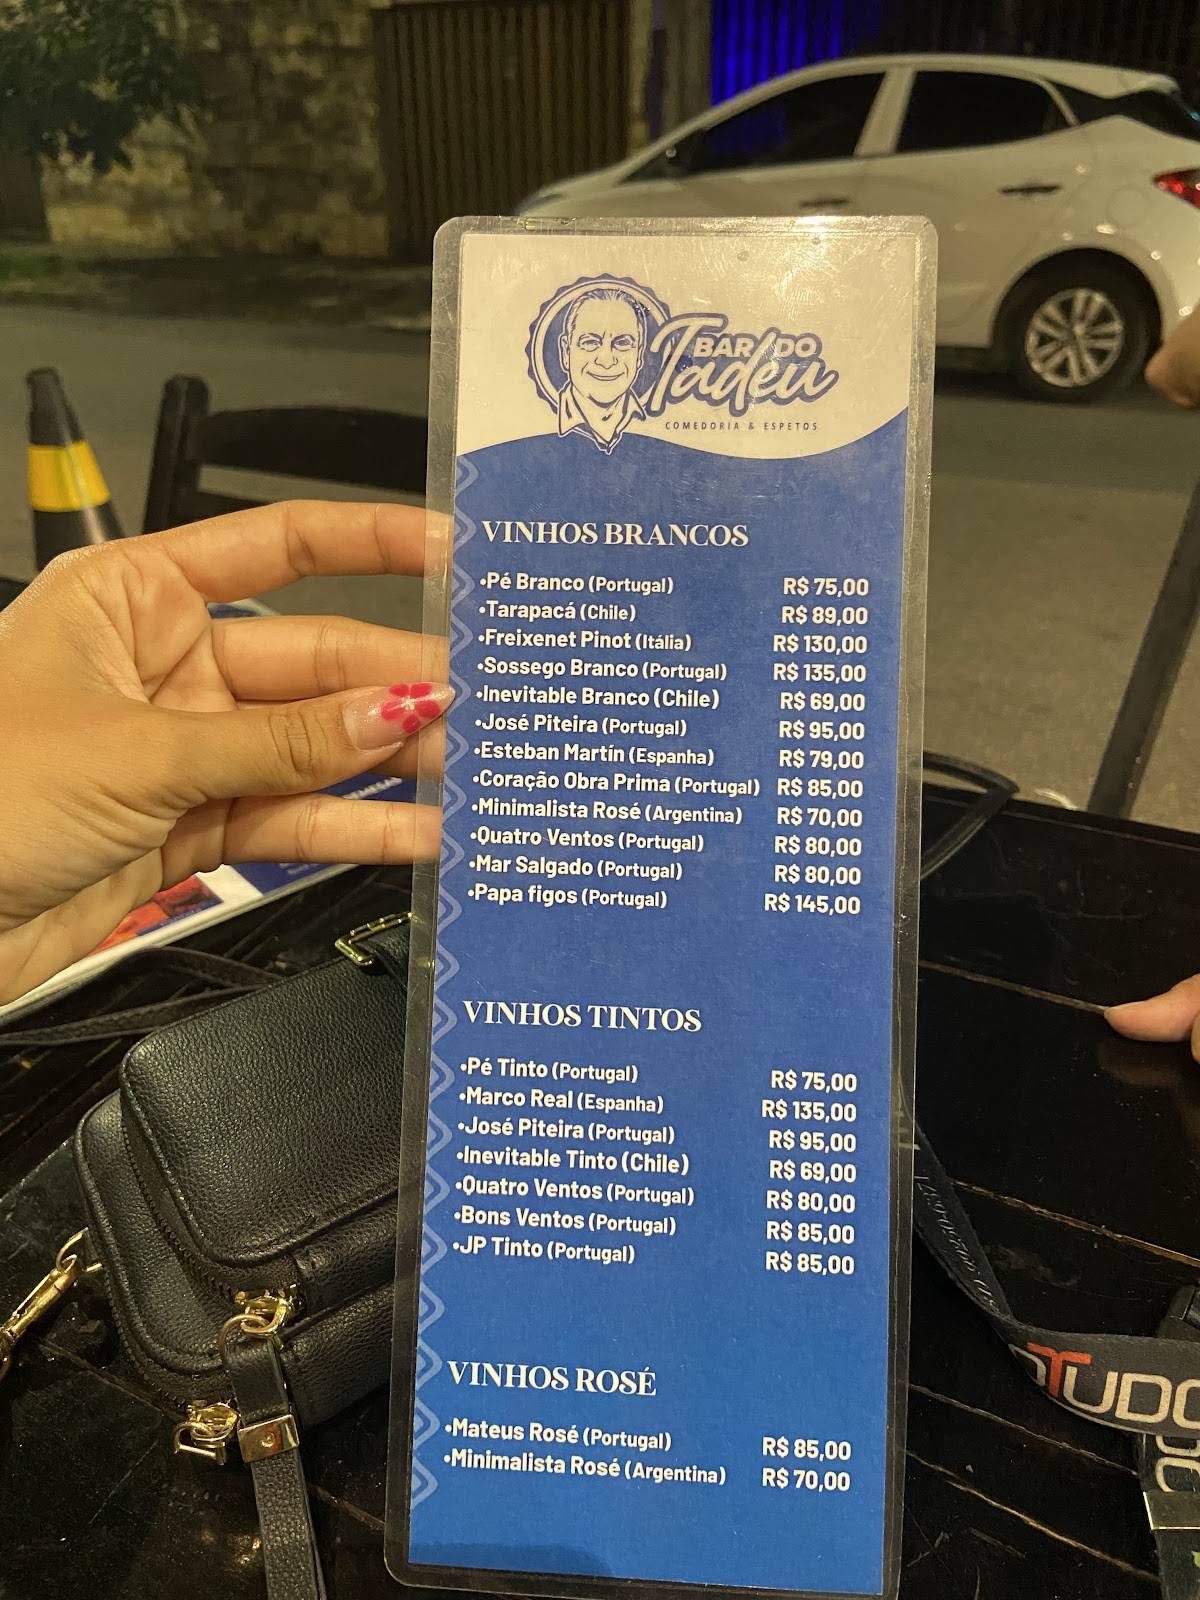 BAR DO
Tadeu
COMEDORIA & ESPETOS
VINHOS BRANCOS
•Pé Branco (Portugal) R$ 75,00
•Tarapacá (Chile) R$ 89,00
•Freixenet Pinot (Itália) R$ 130,00
•Sossego Branco (Portugal) R$ 135,00
•Inevitable Branco (Chile) R$ 69,00
•José Piteira (Portugal) R$ 95,00
•Esteban Martín (Espanha) R$ 79,00
•Coração Obra Prima (Portugal) R$ 85,00
•Minimalista Rosé (Argentina) R$ 70,00
•Quatro Ventos (Portugal) R$ 80,00
•Mar Salgado (Portugal) R$ 80,00
•Papa figos (Portugal) R$ 145,00
VINHOS TINTOS
•Pé Tinto (Portugal) R$ 75,00
•Marco Real (Espanha) R$ 135,00
•José Piteira (Portugal) R$ 95,00
•Inevitable Tinto (Chile) R$ 69,00
•Quatro Ventos (Portugal) R$ 80,00
•Bons Ventos (Portugal) R$ 85,00
•JP Tinto (Portugal) R$ 85,00
VINHOS ROSÉ
•Mateus Rosé (Portugal) R$ 85,00
•Minimalista Rosé (Argentina) R$ 70,00